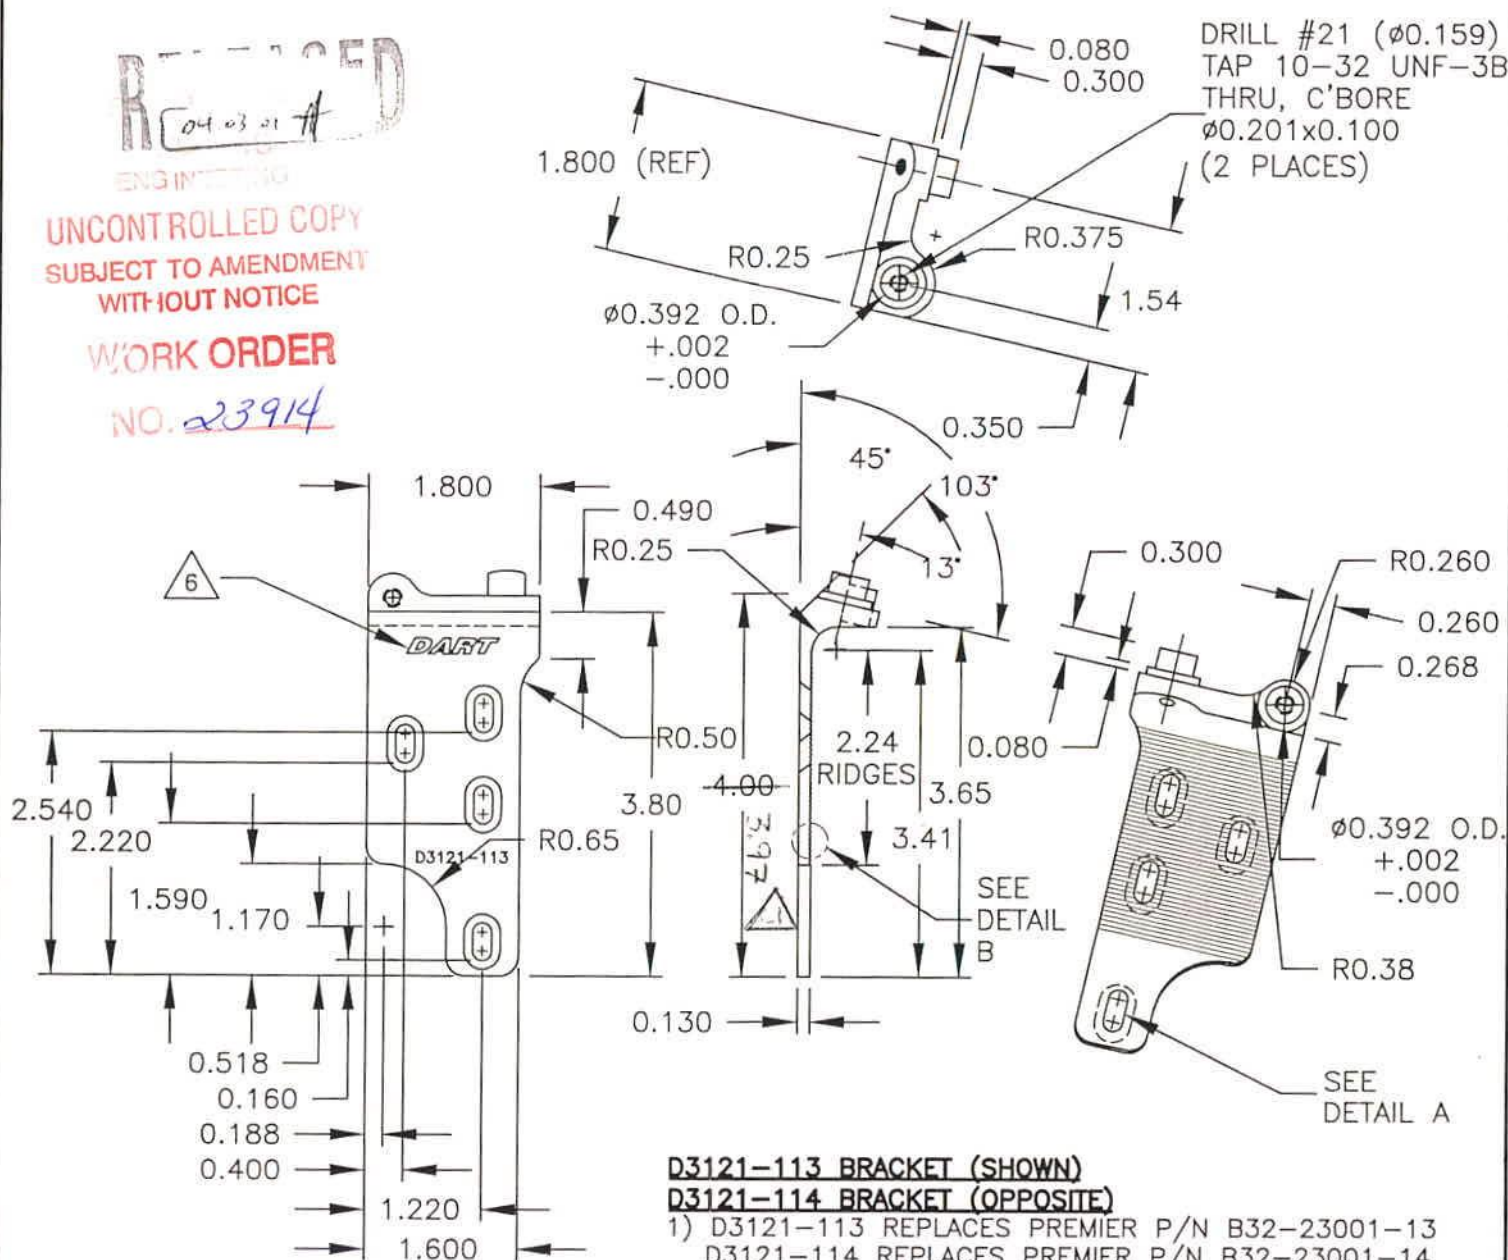 04.03.01
UNCONTROLLED COPY
SUBJECT TO AMENDMENT
WITHOUT NOTICE
WORK ORDER
NO. 23914
0.080
0.300
DRILL #21 (ø0.159)
TAP 10-32 UNF-3B
THRU, C'BORE
ø0.201x0.100
(2 PLACES)
1.800 (REF)
R0.25
R0.375
ø0.392 O.D.
+.002
-.000
1.54
0.350
45°
103°
13°
1.800
0.490
R0.25
6
DART
R0.50
2.540
2.220
1.590
1.170
D3121-113
R0.65
3.80
4.00
3.97
2.24
RIDGES
3.65
3.41
SEE
DETAIL
B
0.130
0.518
0.160
0.188
0.400
1.220
1.600
0.300
R0.260
0.260
0.268
0.080
ø0.392 O.D.
+.002
-.000
R0.38
SEE
DETAIL A
D3121-113 BRACKET (SHOWN)
D3121-114 BRACKET (OPPOSITE)
1) D3121-113 REPLACES PREMIER P/N B32-23001-13
D3121-114 REPLACES PREMIER P/N B32-23001-14